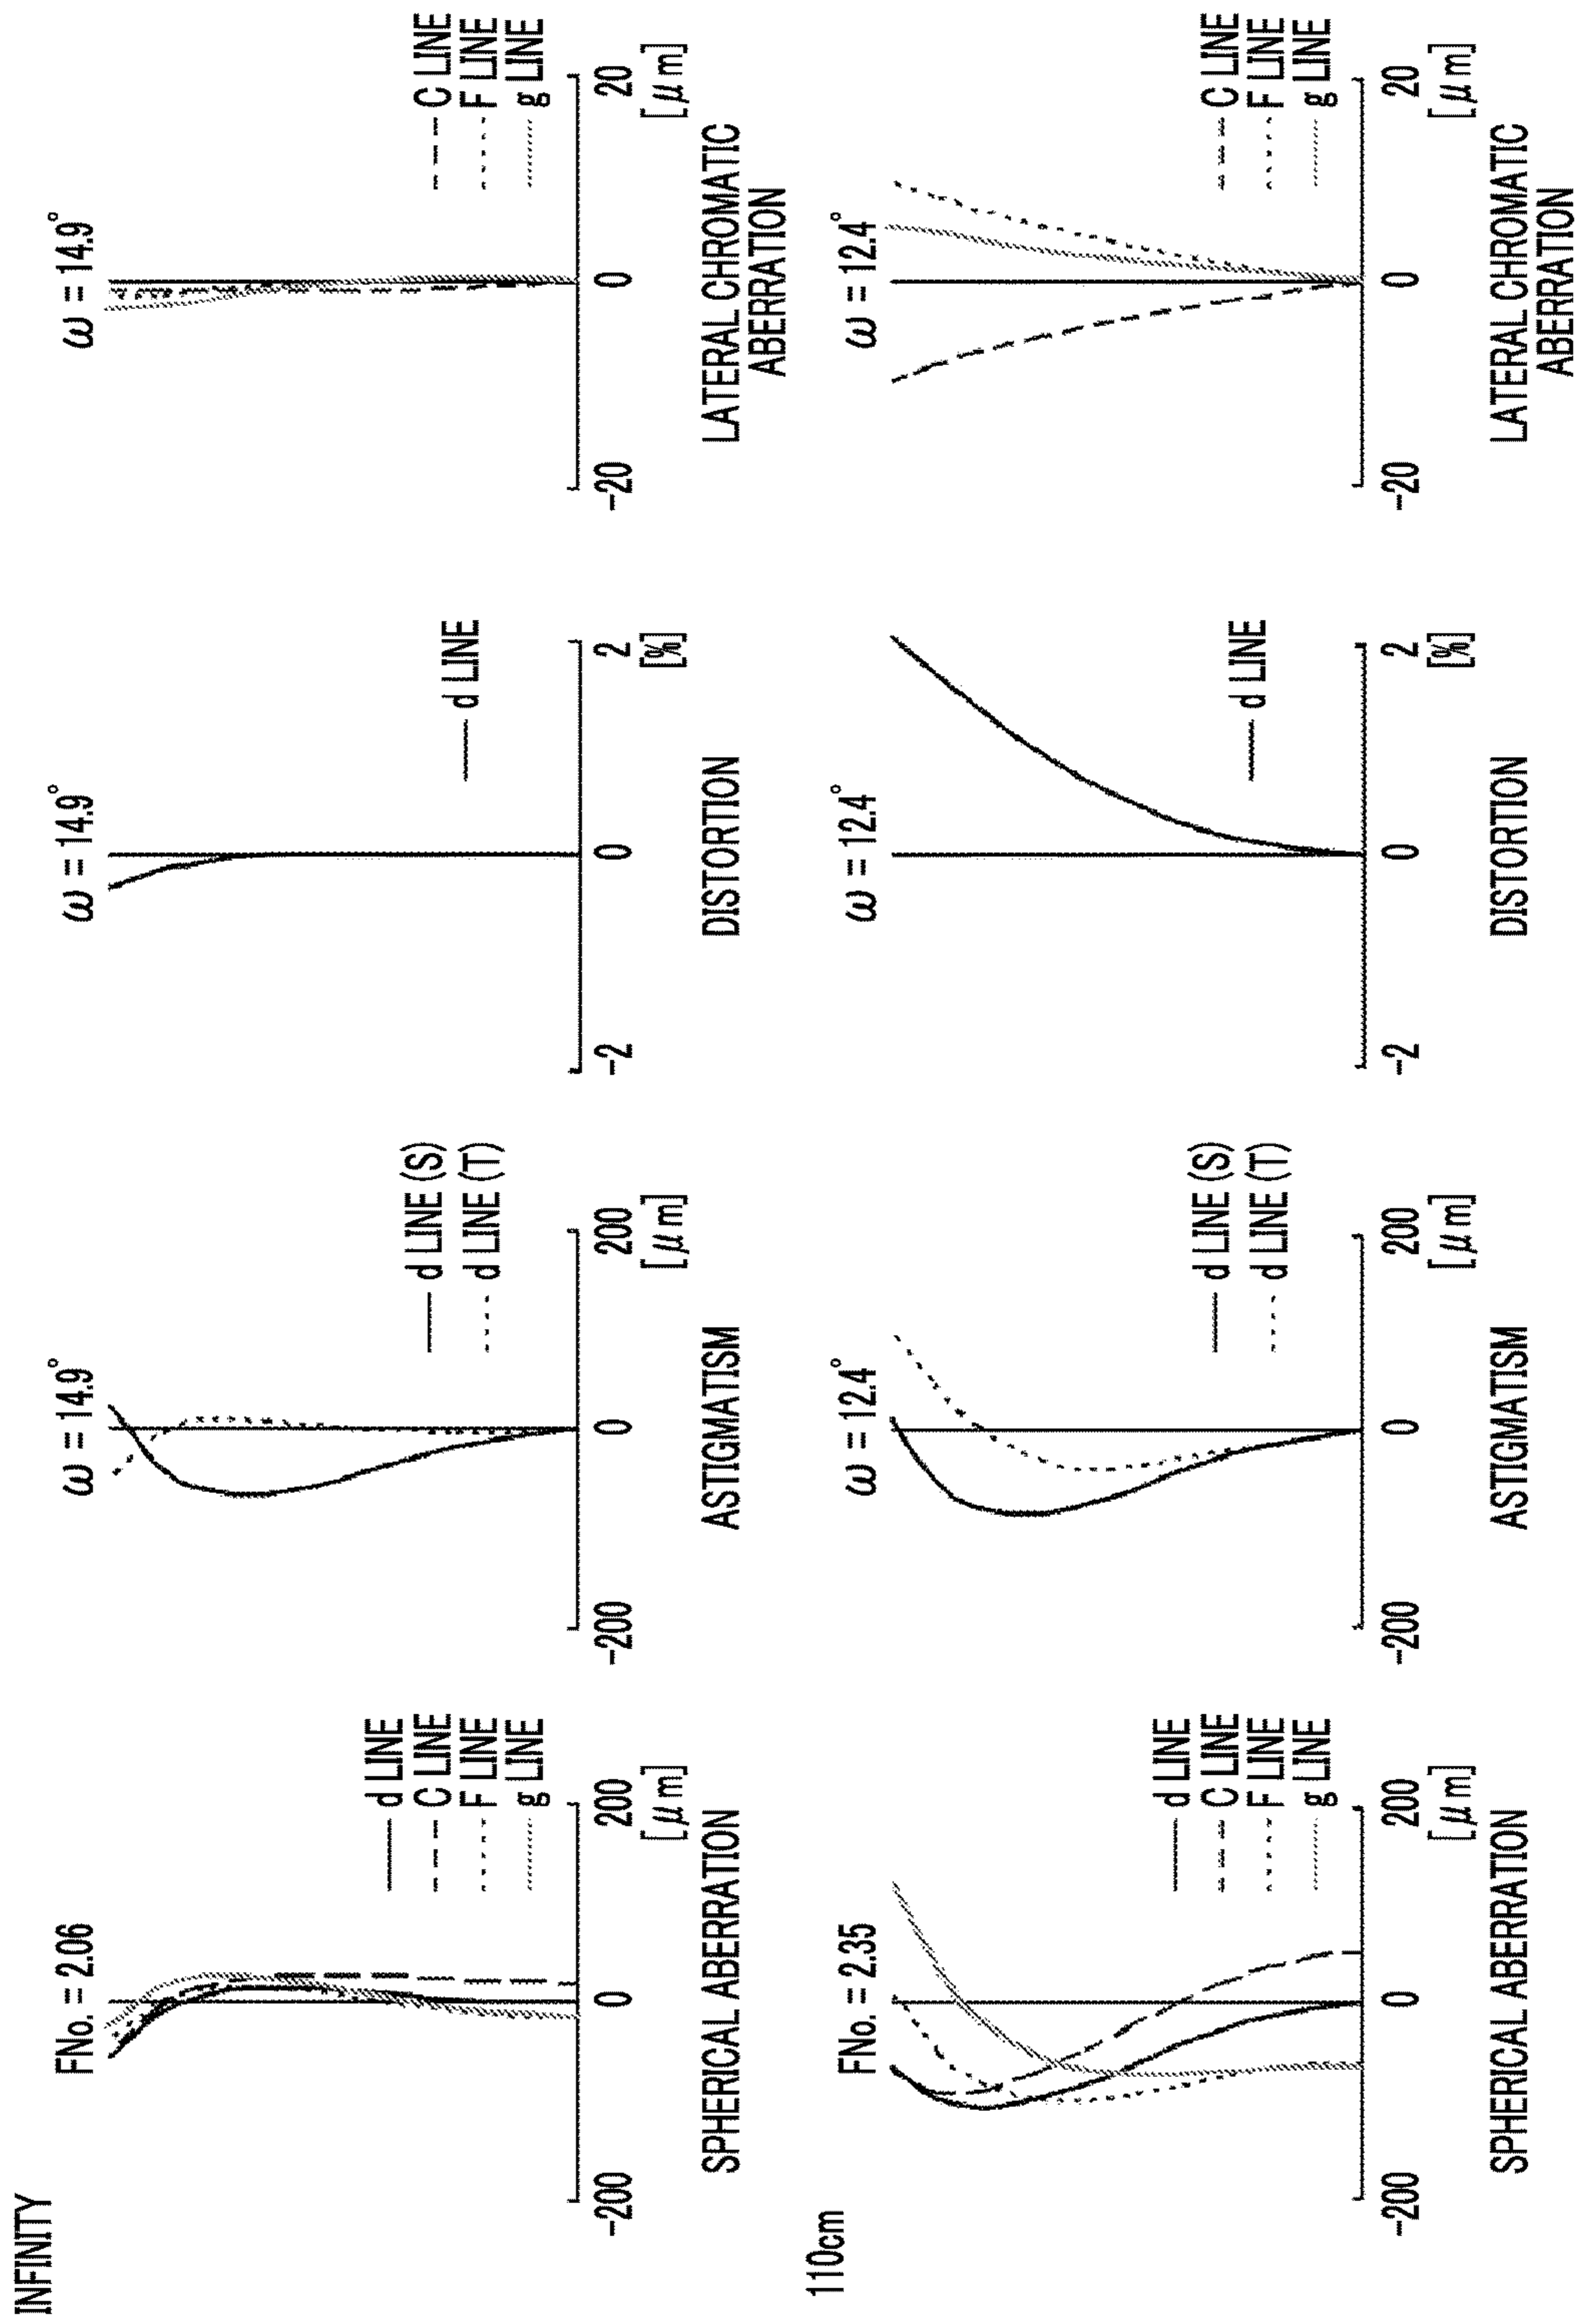 INFINITY
FNo. = 2.06
d LINE
C LINE
F LINE
g LINE
-200
0
200
[μm]
SPHERICAL ABERRATION
ω = 14.9°
d LINE (S)
d LINE (T)
-200
0
200
[μm]
ASTIGMATISM
ω = 14.9°
d LINE
-2
0
2
[%]
DISTORTION
ω = 14.9°
C LINE
F LINE
g LINE
-20
0
20
[μm]
LATERAL CHROMATIC
ABERRATION
110cm
FNo. = 2.35
d LINE
C LINE
F LINE
g LINE
-200
0
200
[μm]
SPHERICAL ABERRATION
ω = 12.4°
d LINE (S)
d LINE (T)
-200
0
200
[μm]
ASTIGMATISM
ω = 12.4°
d LINE
-2
0
2
[%]
DISTORTION
ω = 12.4°
C LINE
F LINE
g LINE
-20
0
20
[μm]
LATERAL CHROMATIC
ABERRATION